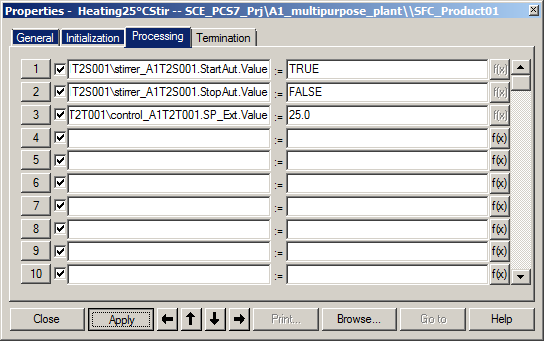 Properties - Heating25°CStir -- SCE_PCS7_Prj\A1_multipurpose_plant\\SFC_Product01
General Initialization Processing Termination
1 T2S001\stirrer_A1T2S001.StartAut.Value := TRUE f(x)
2 T2S001\stirrer_A1T2S001.StopAut.Value := FALSE f(x)
3 T2T001\control_A1T2T001.SP_Ext.Value := 25.0 f(x)
4 := f(x)
5 := f(x)
6 := f(x)
7 := f(x)
8 := f(x)
9 := f(x)
10 := f(x)
Close Apply Print... Browse... Go to Help